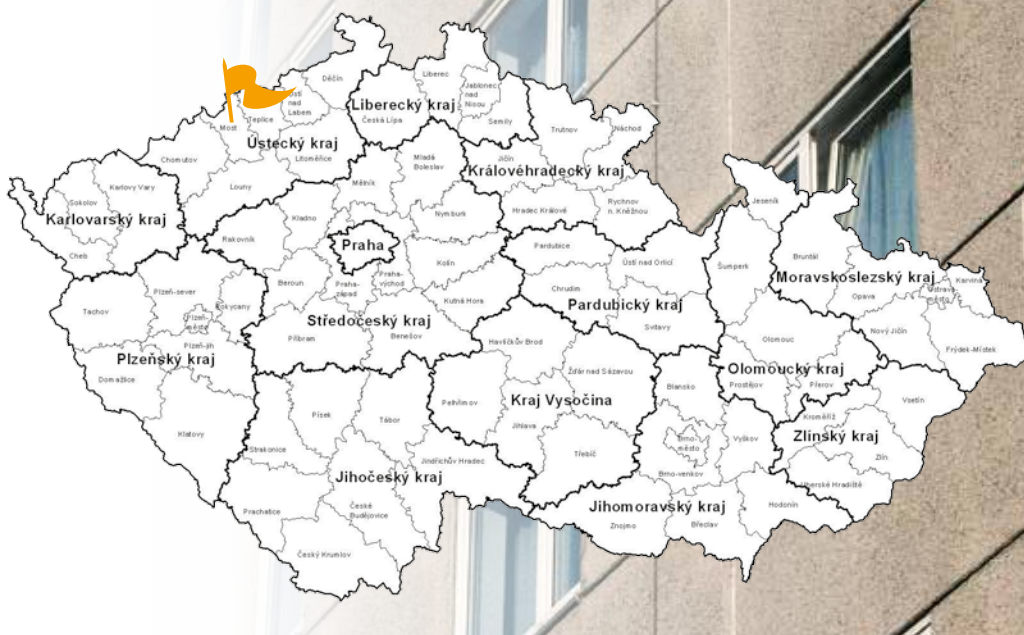 Děčín
Ústí
nad
Labem
Teplice
Most
Ústecký kraj
Litoměřice
Chomutov
Louny
Liberec
Jablonec
nad
Nisou
Liberecký kraj
Česká Lípa
Semily
Trutnov
Náchod
Jičín
Královéhradecký kraj
Hradec Králové
Rychnov
n. Kněžnou
Karlovy Vary
Sokolov
Karlovarský kraj
Cheb
Mladá
Boleslav
Mělník
Nymburk
Kladno
Rakovník
Praha
Kolín
Beroun
Praha-
západ
Praha-
východ
Kutná Hora
Středočeský kraj
Příbram
Benešov
Pardubice
Ústí nad Orlicí
Chrudim
Pardubický kraj
Svitavy
Jeseník
Šumperk
Bruntál
Moravskoslezský kraj
Karviná
Ostrava-
město
Opava
Nový Jičín
Frýdek-Místek
Plzeň-sever
Tachov
Rokycany
Plzeň-
město
Plzeň-jih
Plzeňský kraj
Domažlice
Klatovy
Havlíčkův Brod
Žďár nad Sázavou
Kraj Vysočina
Pelhřimov
Jihlava
Třebíč
Olomouc
Olomoucký kraj
Prostějov
Přerov
Písek
Tábor
Strakonice
Jindřichův Hradec
Jihočeský kraj
Prachatice
České
Budějovice
Český Krumlov
Blansko
Brno-
město
Vyškov
Brno-venkov
Jihomoravský kraj
Znojmo
Břeclav
Hodonín
Vsetín
Kroměříž
Zlínský kraj
Zlín
Uherské Hradiště